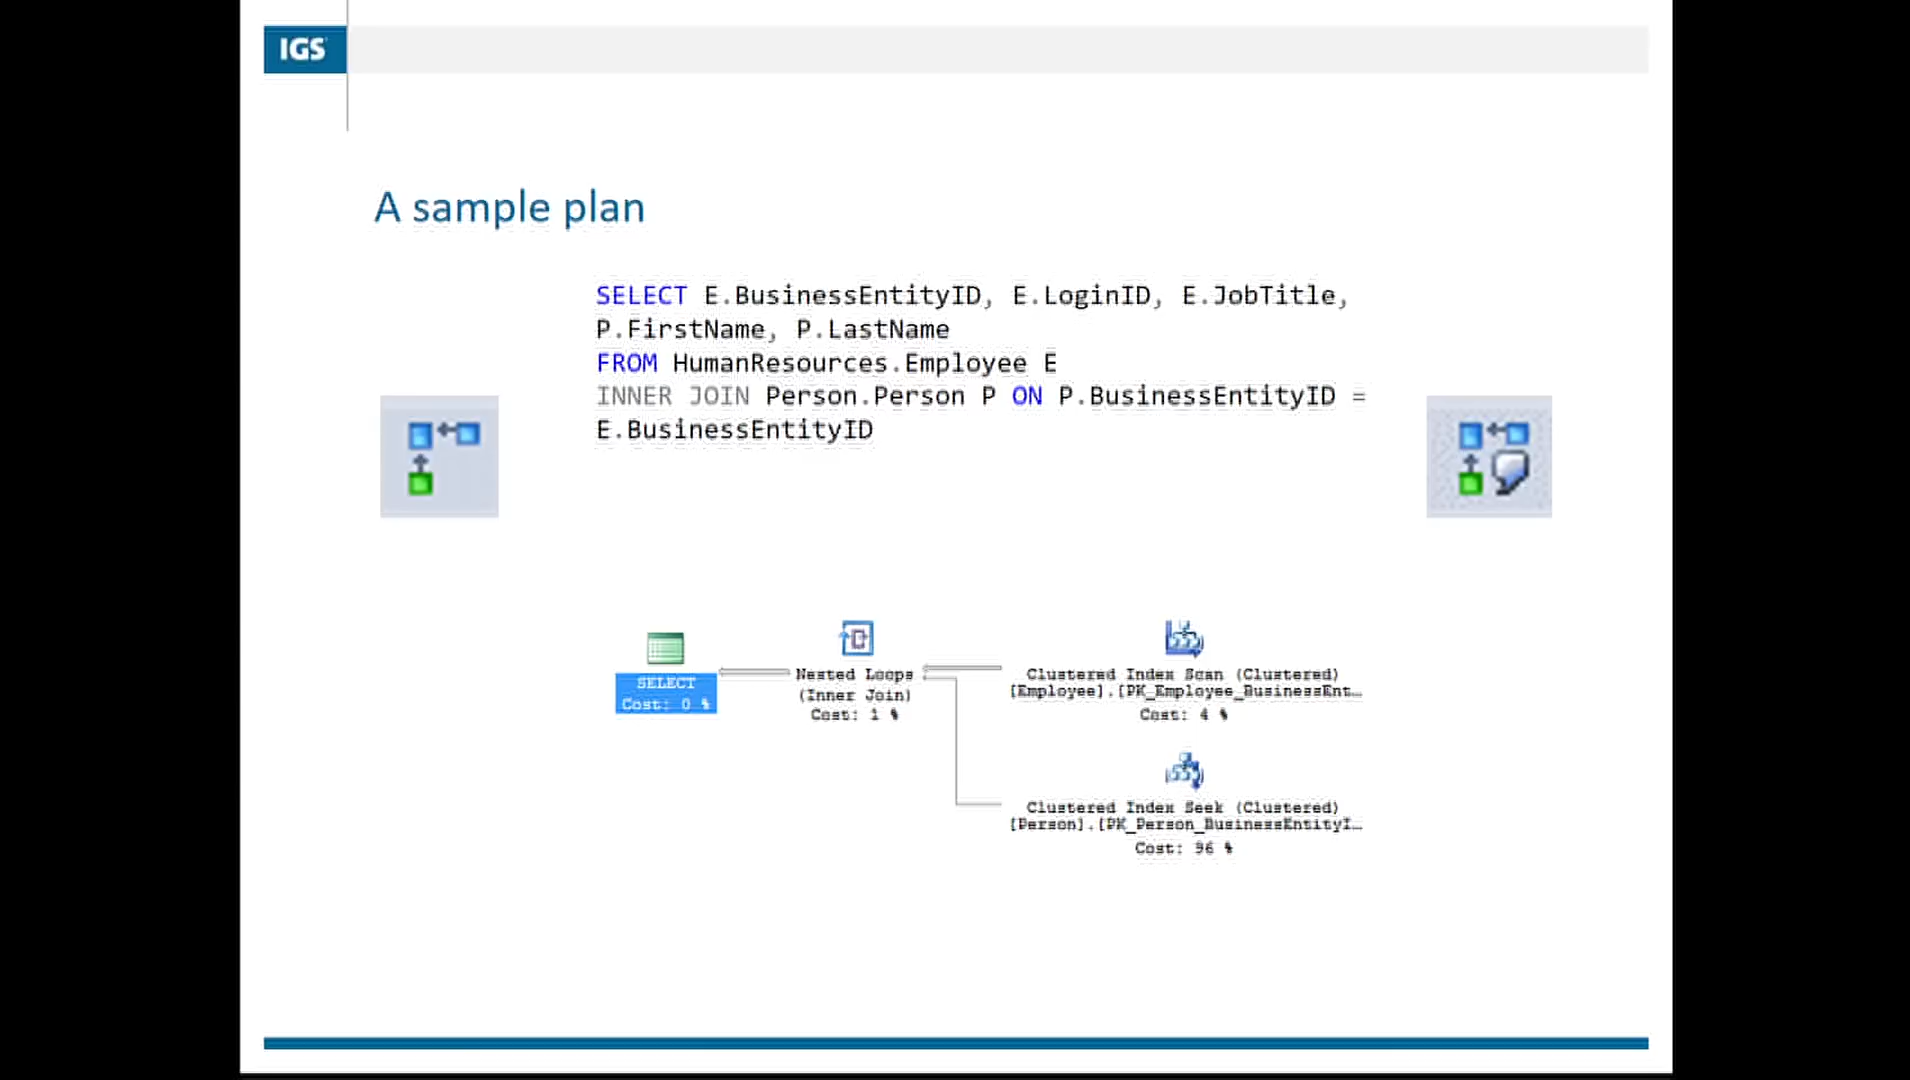 IGS
A sample plan
SELECT E.BusinessEntityID, E.LoginID, E.JobTitle,
P.FirstName, P.LastName
FROM HumanResources.Employee E
INNER JOIN Person.Person P ON P.BusinessEntityID =
E.BusinessEntityID
SELECT
Cost: 0 %
Nested Loops
(Inner Join)
Cost: 1 %
Clustered Index Scan (Clustered)
[Employee].[PK_Employee_BusinessEnt…
Cost: 4 %
Clustered Index Seek (Clustered)
[Person].[PK_Person_BusinessEntityI…
Cost: 96 %